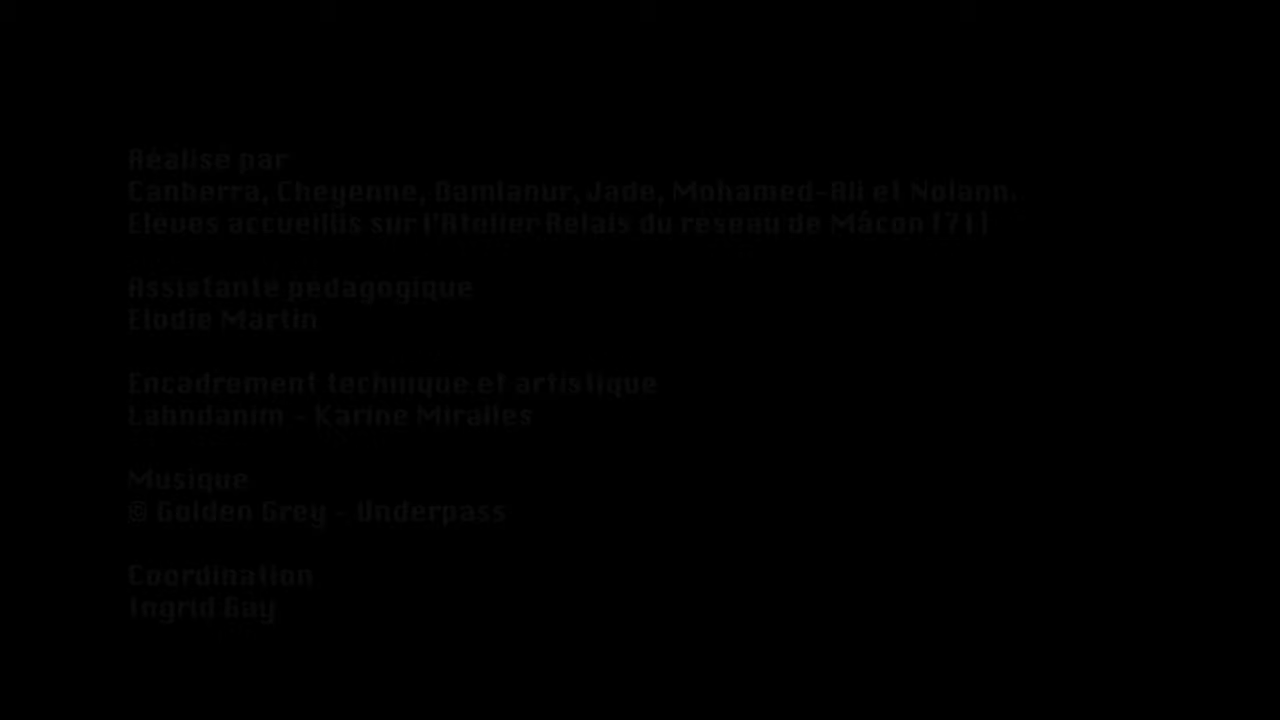 Réalisé par
Canberra, Cheyenne, Damlanur, Jade, Mohamed-Ali et Nolann.
Elèves accueillis sur l'Atelier Relais du réseau de Mâcon (71)
Assistante pédagogique
Elodie Martin
Encadrement technique et artistique
Labndanim - Karine Miralles
Musique
© Golden Grey - Underpass
Coordination
Ingrid Gay